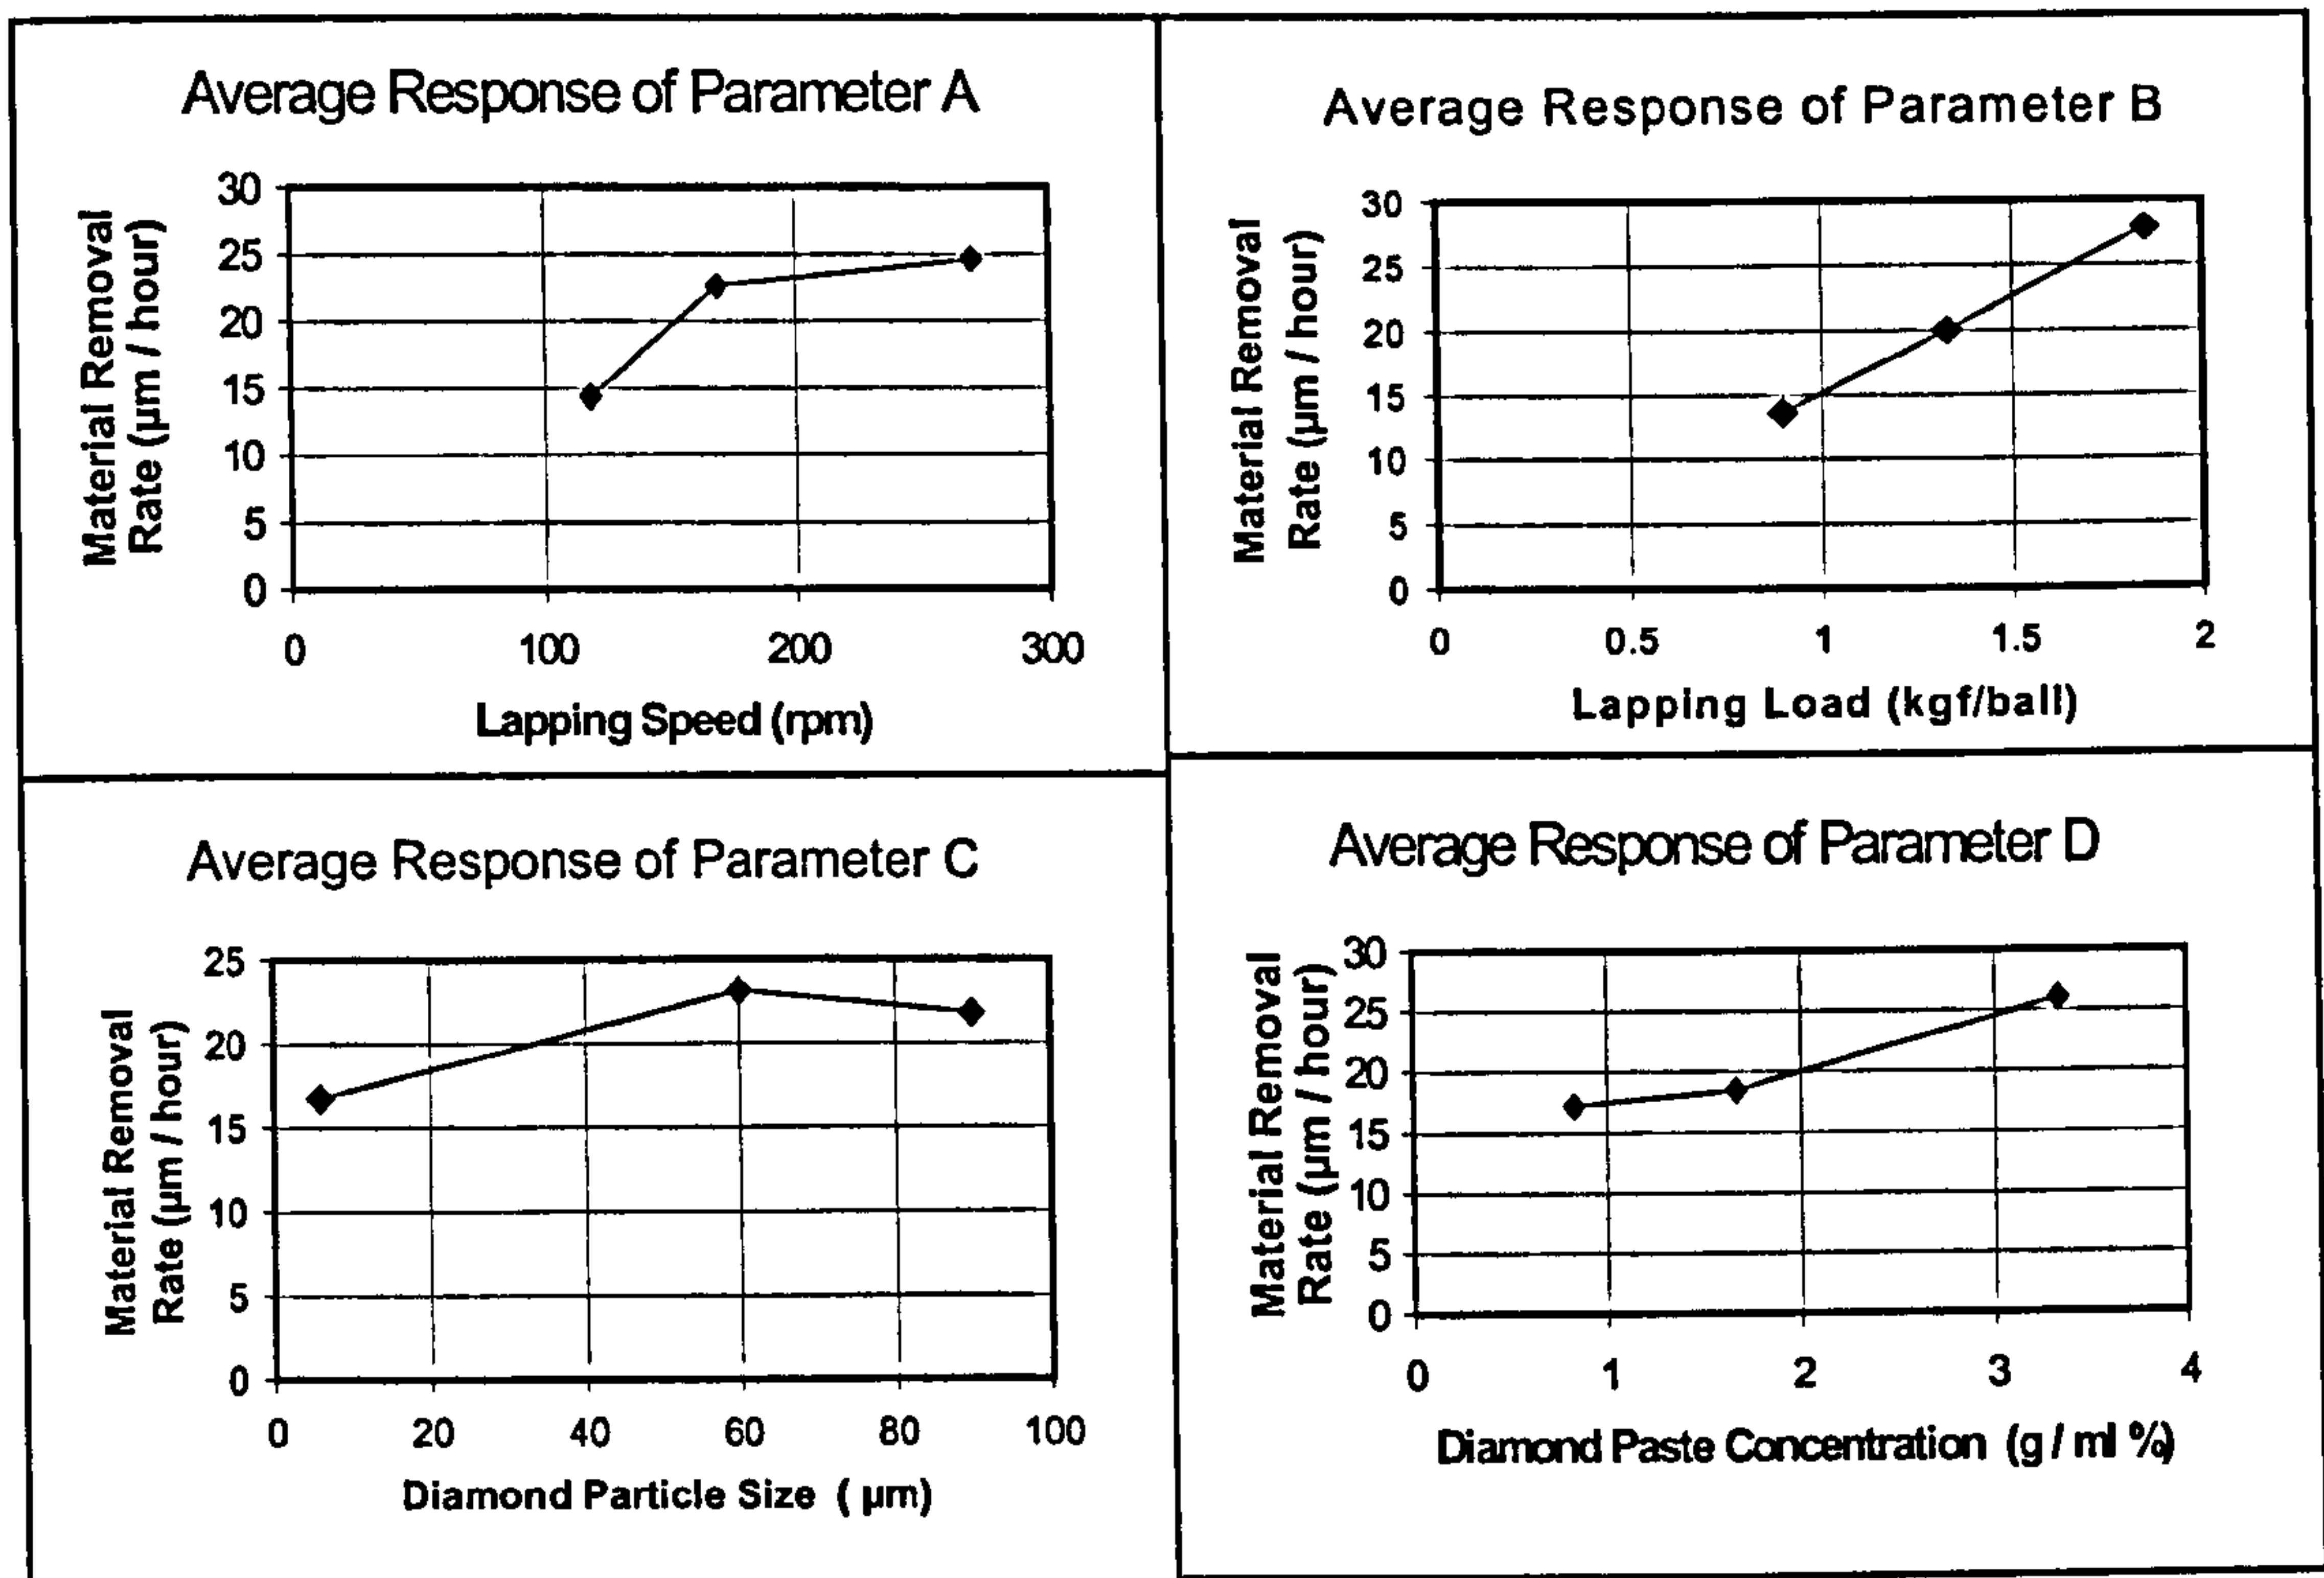 Average Response of Parameter A
Material Removal
Rate (µm / hour)
30
25
20
15
10
5
0
0 100 200 300
Lapping Speed (rpm)
Average Response of Parameter B
Material Removal
Rate (µm / hour)
30
25
20
15
10
5
0
0 0.5 1 1.5 2
Lapping Load (kgf/ball)
Average Response of Parameter C
Material Removal
Rate (µm / hour)
25
20
15
10
5
0
0 20 40 60 80 100
Diamond Particle Size ( µm)
Average Response of Parameter D
Material Removal
Rate (µm / hour)
30
25
20
15
10
5
0
0 1 2 3 4
Diamond Paste Concentration (g / ml %)